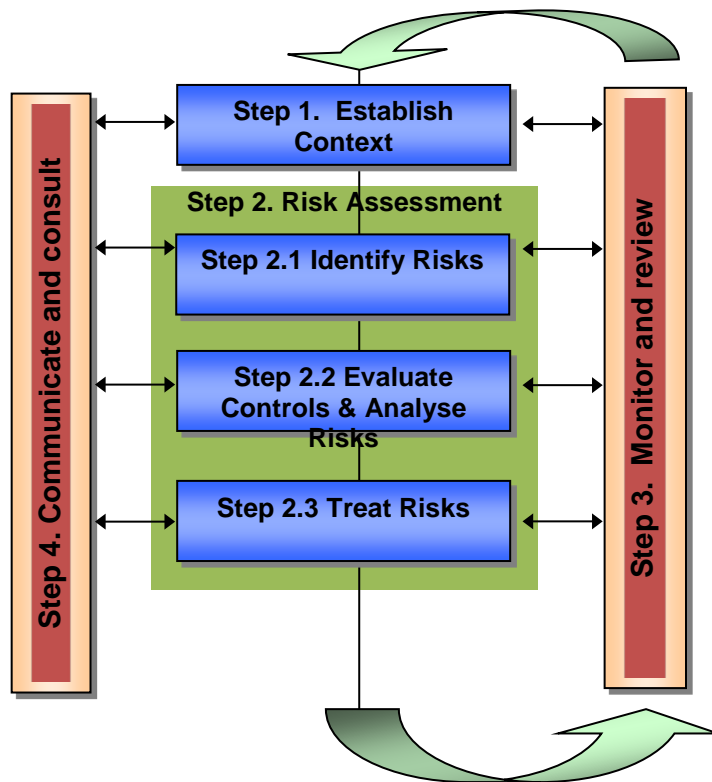 Step 1.  Establish
Context
Step 2. Risk Assessment
Step 2.1 Identify Risks
Step 2.2 Evaluate
Controls & Analyse
Risks
Step 2.3 Treat Risks
Step 3.  Monitor and review
Step 4. Communicate and consult